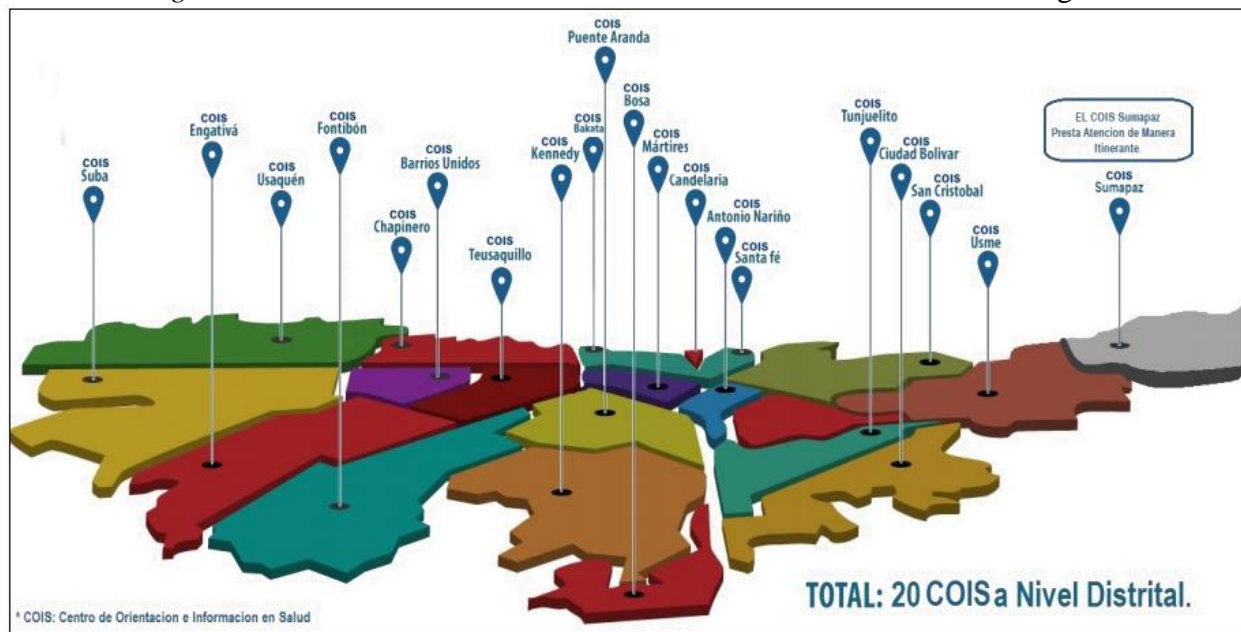 COIS
Puente Aranda
COIS
Bosa
COIS
Tunjuelito
EL COIS Sumapaz
Presta Atencion de Manera
Itinerante.
COIS
Engativá
COIS
Fontibón
COIS
Bakata
COIS
Mártires
COIS
Ciudad Bolivar
COIS
Suba
COIS
Usaquén
COIS
Barrios Unidos
COIS
Kennedy
COIS
Candelaria
COIS
San Cristobal
COIS
Sumapaz
COIS
Chapinero
COIS
Teusaquillo
COIS
Antonio Nariño
COIS
Santa fé
COIS
Usme
TOTAL: 20 COIS a Nivel Distrital.
* COIS: Centro de Orientacion e Informacion en Salud